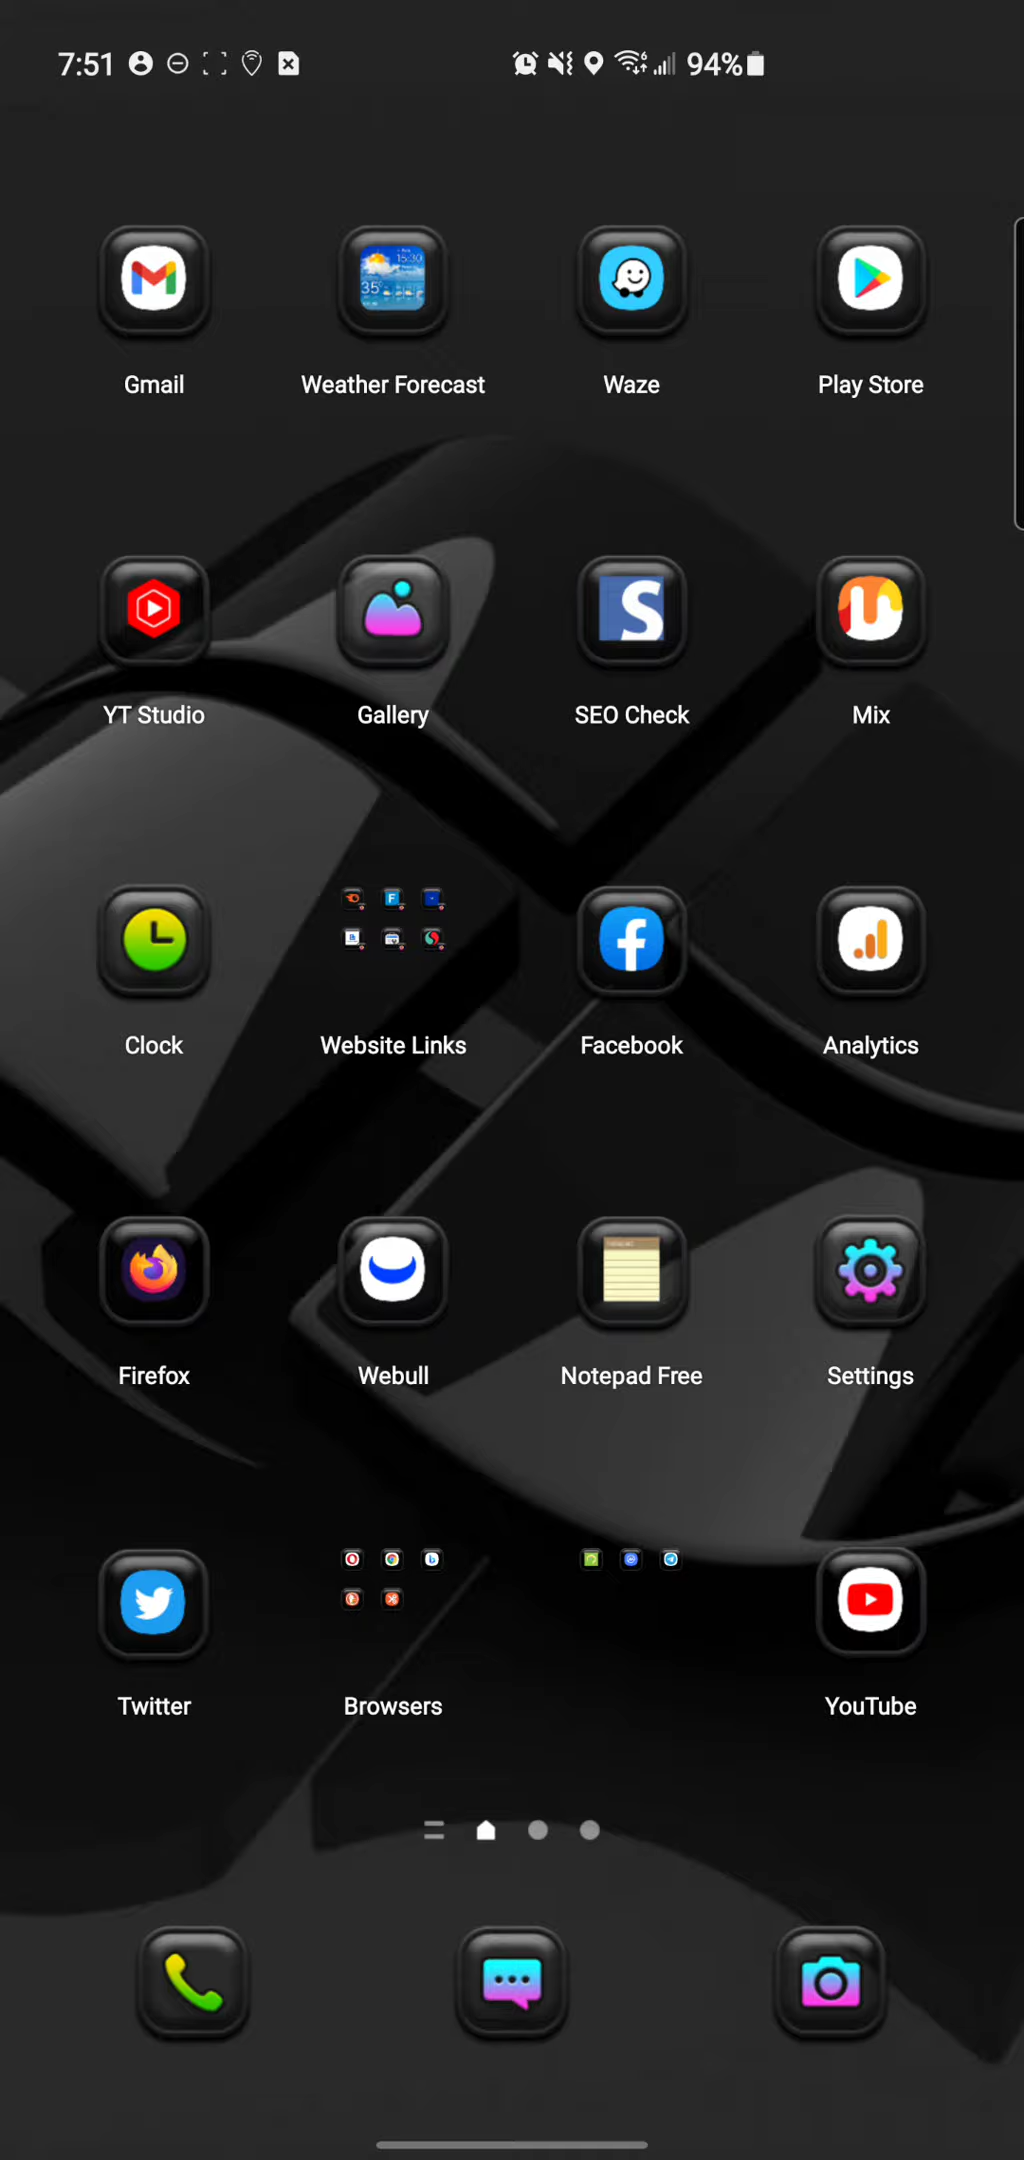 7:51 94%
Gmail Weather Forecast Waze Play Store
YT Studio Gallery SEO Check Mix
Clock Website Links Facebook Analytics
Firefox Webull Notepad Free Settings
Twitter Browsers YouTube